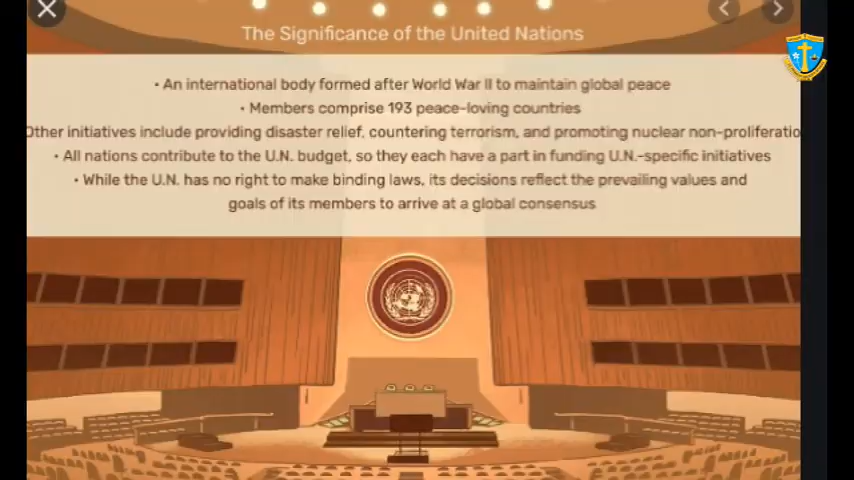 The Significance of the United Nations
• An international body formed after World War II to maintain global peace
• Members comprise 193 peace-loving countries
Other initiatives include providing disaster relief, countering terrorism, and promoting nuclear non-proliferatio
• All nations contribute to the U.N. budget, so they each have a part in funding U.N.-specific initiatives
• While the U.N. has no right to make binding laws, its decisions reflect the prevailing values and
goals of its members to arrive at a global consensus